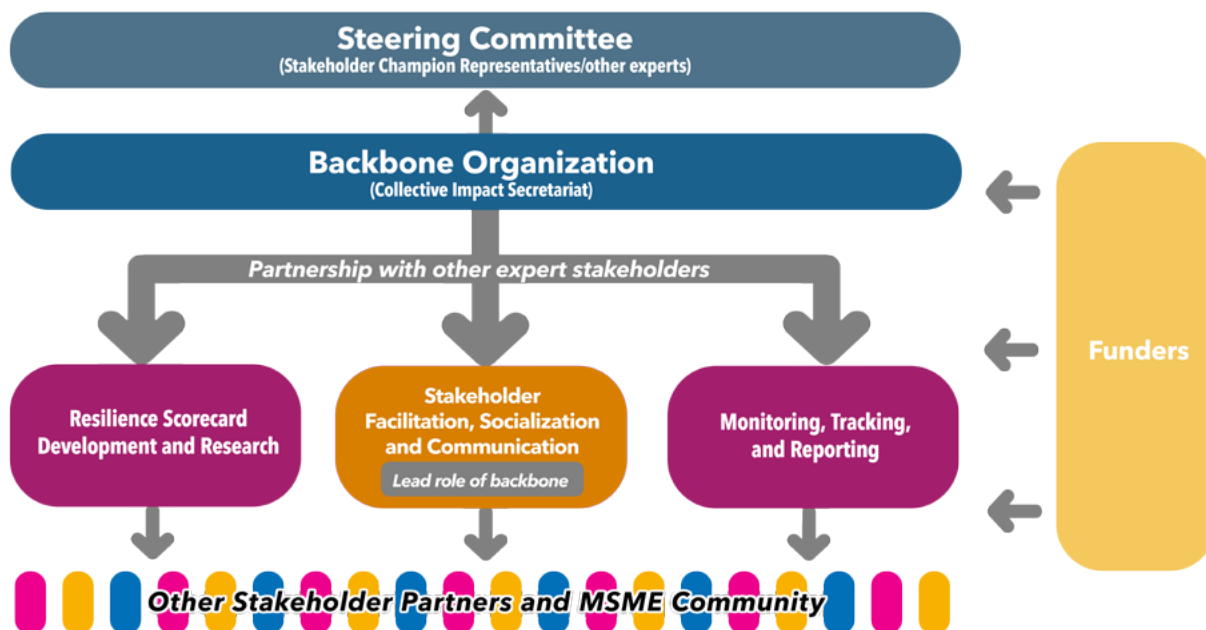 Steering Committee
(Stakeholder Champion Representatives/other experts)
Backbone Organization
(Collective Impact Secretariat)
Partnership with other expert stakeholders
Funders
Resilience Scorecard
Development and Research
Stakeholder
Facilitation, Socialization
and Communication
Lead role of backbone
Monitoring, Tracking,
and Reporting
Other Stakeholder Partners and MSME Community